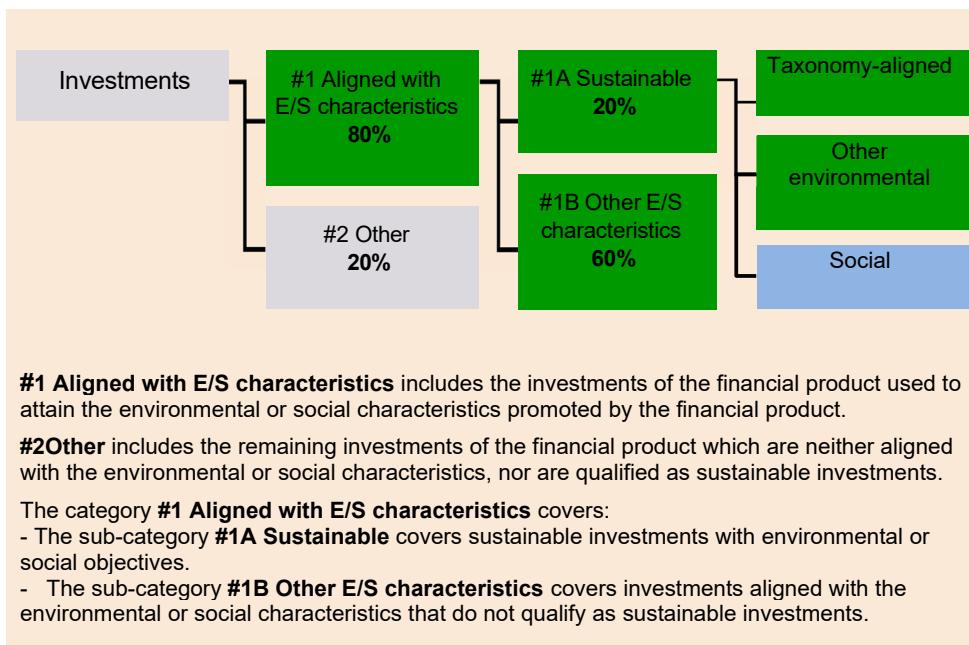 Investments
#1 Aligned with
E/S characteristics
80%
#2 Other
20%
#1A Sustainable
20%
#1B Other E/S
characteristics
60%
Taxonomy-aligned
Other
environmental
Social
#1 Aligned with E/S characteristics includes the investments of the financial product used to
attain the environmental or social characteristics promoted by the financial product.
#2Other includes the remaining investments of the financial product which are neither aligned
with the environmental or social characteristics, nor are qualified as sustainable investments.
The category #1 Aligned with E/S characteristics covers:
- The sub-category #1A Sustainable covers sustainable investments with environmental or
social objectives.
- The sub-category #1B Other E/S characteristics covers investments aligned with the
environmental or social characteristics that do not qualify as sustainable investments.